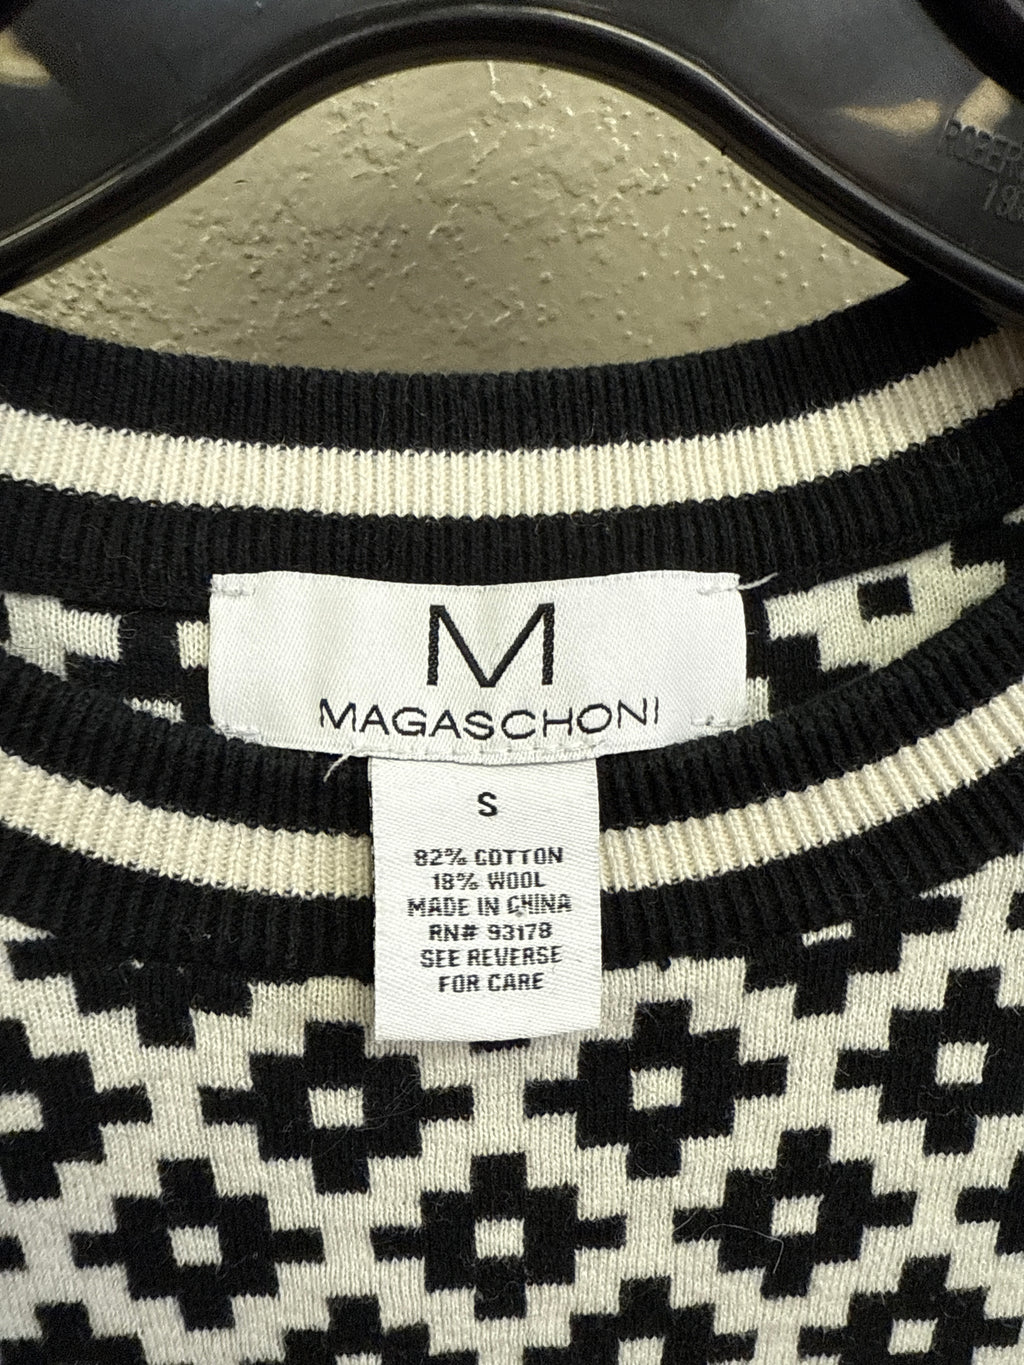 M
MAGASCHONI
S
82% COTTON
18% WOOL
MADE IN CHINA
RN# 93178
SEE REVERSE
FOR CARE